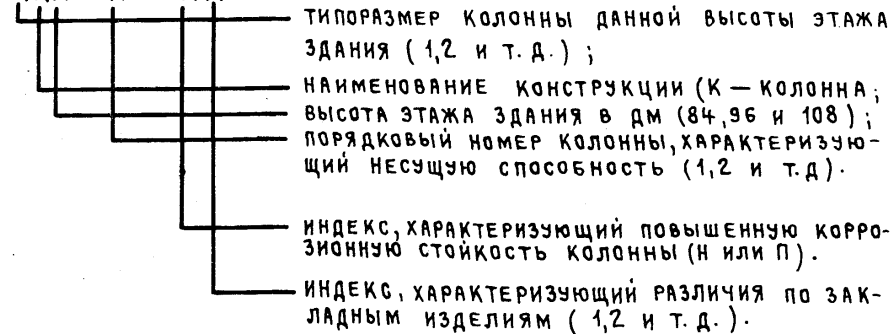 ТИПОРАЗМЕР КОЛОННЫ ДАННОЙ ВЫСОТЫ ЭТАЖА
ЗДАНИЯ (1,2 И Т. Д.) ;
НАИМЕНОВАНИЕ КОНСТРУКЦИИ (К — КОЛОННА ;
ВЫСОТА ЭТАЖА ЗДАНИЯ В ДМ (84,96 И 108) ;
ПОРЯДКОВЫЙ НОМЕР КОЛОННЫ, ХАРАКТЕРИЗУЮ-
ЩИЙ НЕСУЩУЮ СПОСОБНОСТЬ (1,2 И Т.Д).
ИНДЕКС, ХАРАКТЕРИЗУЮЩИЙ ПОВЫШЕННУЮ КОРРО-
ЗИОННУЮ СТОЙКОСТЬ КОЛОННЫ (Н ИЛИ П).
ИНДЕКС, ХАРАКТЕРИЗУЮЩИЙ РАЗЛИЧИЯ ПО ЗАК-
ЛАДНЫМ ИЗДЕЛИЯМ ( 1,2 И Т. Д. ).